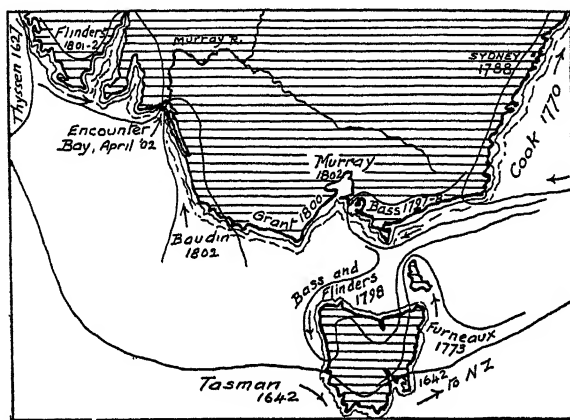 Thyssen 1627
Flinders
1801-2
Murray R.
SYDNEY
1788
Cook 1770
Encounter
Bay, April '02
Murray
1802
Bass 1797-8
Grant 1800
Baudin
1802
Bass and
Flinders
1798
Furneaux
1773
Tasman
1642
1642
To NZ